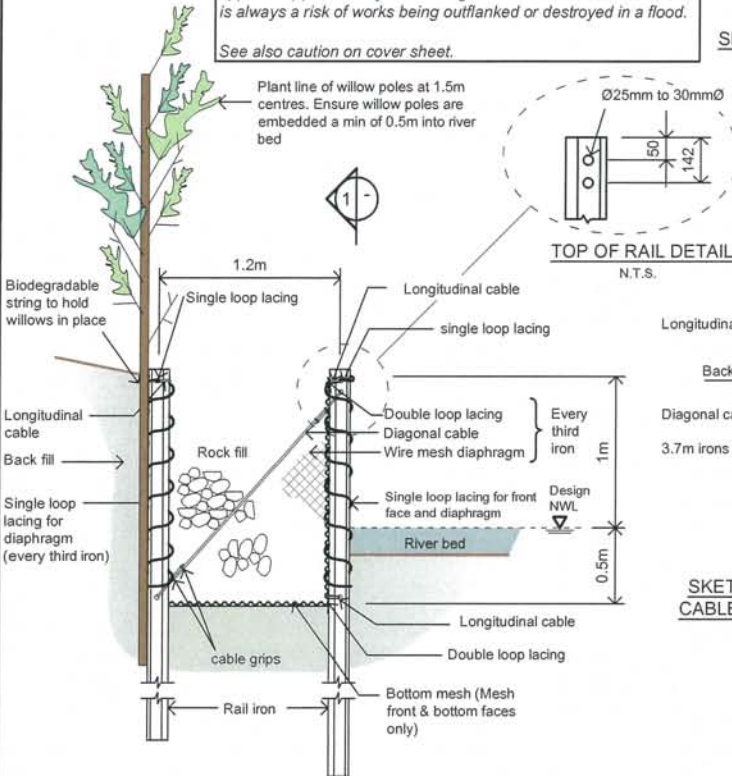 is always a risk of works being outflanked or destroyed in a flood.
See also caution on cover sheet.
Plant line of willow poles at 1.5m
centres. Ensure willow poles are
embedded a min of 0.5m into river
bed
Ø25mm to 30mmØ
50
142
1 -
TOP OF RAIL DETAIL
N.T.S.
1.2m
Biodegradable
string to hold
willows in place
Single loop lacing
Longitudinal cable
single loop lacing
Longitudinal
cable
Back fill
Rock fill
Double loop lacing
Diagonal cable
Wire mesh diaphragm
Every
third
iron
1m
Single loop
lacing for
diaphragm
(every third iron)
Single loop lacing for front
face and diaphragm
Design
NWL
River bed
0.5m
Longitudinal cable
cable grips
Double loop lacing
Rail iron
Bottom mesh (Mesh
front & bottom faces
only)
Diagonal ca
3.7m irons
Longitudina
Back
SKET
CABLE